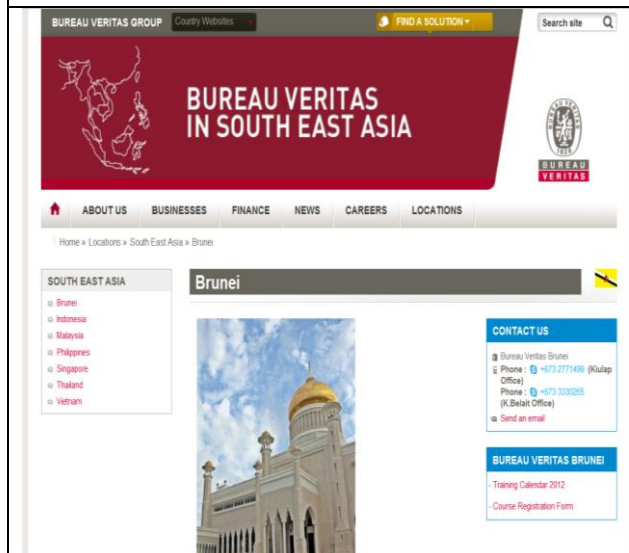 BUREAU VERITAS GROUP
Country Websites
FIND A SOLUTION
Search site
BUREAU VERITAS
IN SOUTH EAST ASIA
1828
BUREAU
VERITAS
ABOUT US BUSINESSES FINANCE NEWS CAREERS LOCATIONS
Home » Locations » South East Asia » Brunei
SOUTH EAST ASIA
Brunei
Indonesia
Malaysia
Philippines
Singapore
Thailand
Vietnam
Brunei
CONTACT US
Bureau Veritas Brunei
Phone : +673 2771499 (Kiulap
Office)
Phone : +673 3330265
(K.Belait Office)
Send an email
BUREAU VERITAS BRUNEI
- Training Calendar 2012
- Course Registration Form